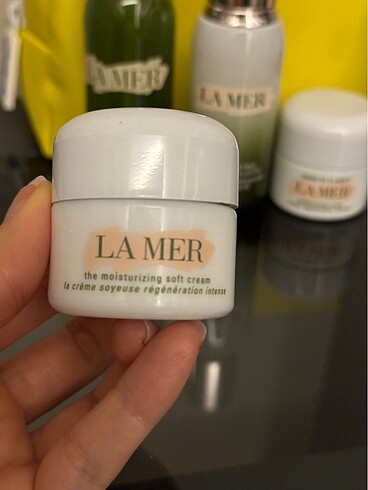 LA MER
LA MER
LA MER
LA MER
the moisturizing soft cream
la crème soyeuse régénération intense